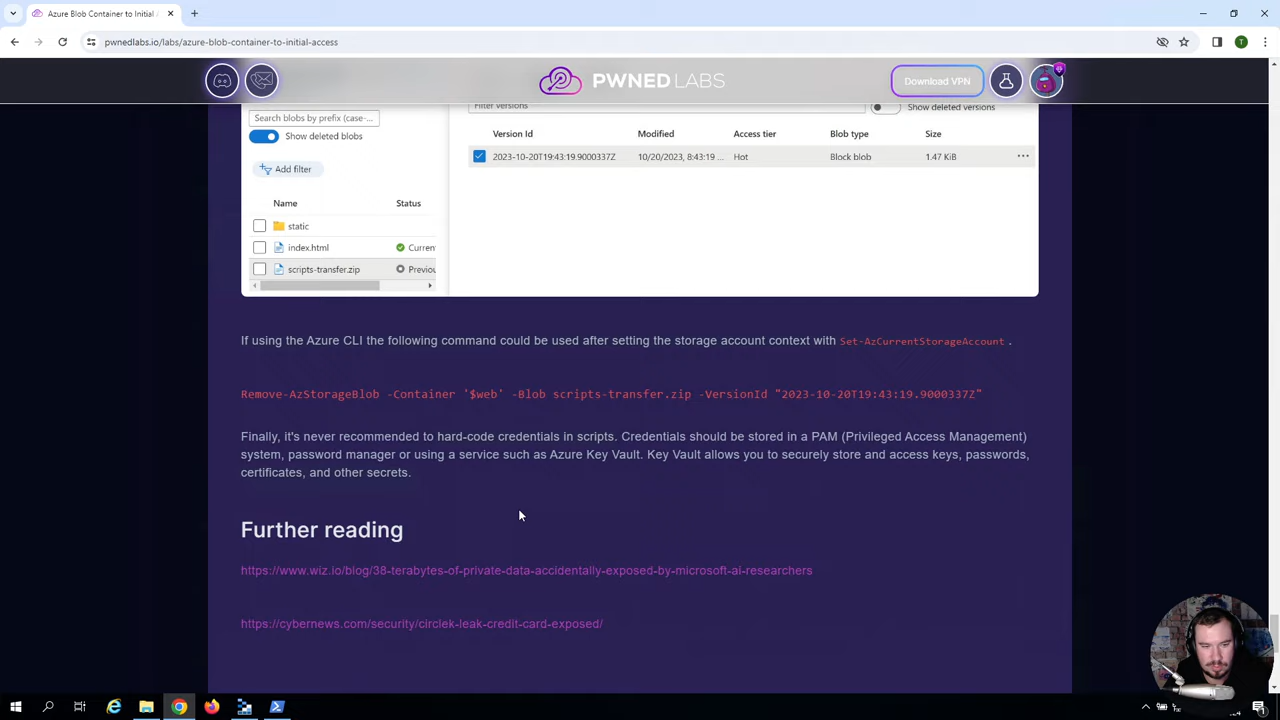 Azure Blob Container to Initial A
pwnedlabs.io/labs/azure-blob-container-to-initial-access
PWNED LABS
Download VPN
Filter versions
Show deleted versions
Search blobs by prefix (case-...
Show deleted blobs
Version Id Modified Access tier Blob type Size
2023-10-20T19:43:19.9000337Z 10/20/2023, 8:43:19 ... Hot Block blob 1.47 KiB
Add filter
Name Status
static
index.html Current
scripts-transfer.zip Previou
If using the Azure CLI the following command could be used after setting the storage account context with Set-AzCurrentStorageAccount .
Remove-AzStorageBlob -Container '$web' -Blob scripts-transfer.zip -VersionId "2023-10-20T19:43:19.9000337Z"
Finally, it's never recommended to hard-code credentials in scripts. Credentials should be stored in a PAM (Privileged Access Management)
system, password manager or using a service such as Azure Key Vault. Key Vault allows you to securely store and access keys, passwords,
certificates, and other secrets.
Further reading
https://www.wiz.io/blog/38-terabytes-of-private-data-accidentally-exposed-by-microsoft-ai-researchers
https://cybernews.com/security/circlek-leak-credit-card-exposed/